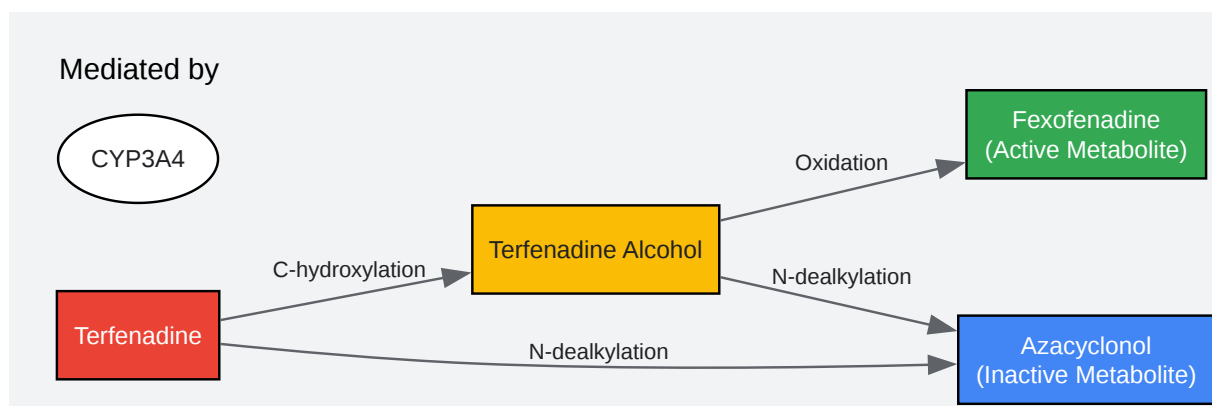 Mediated by
CYP3A4
Fexofenadine
(Active Metabolite)
Oxidation
Terfenadine Alcohol
C-hydroxylation
N-dealkylation
Terfenadine
N-dealkylation
Azacyclonol
(Inactive Metabolite)